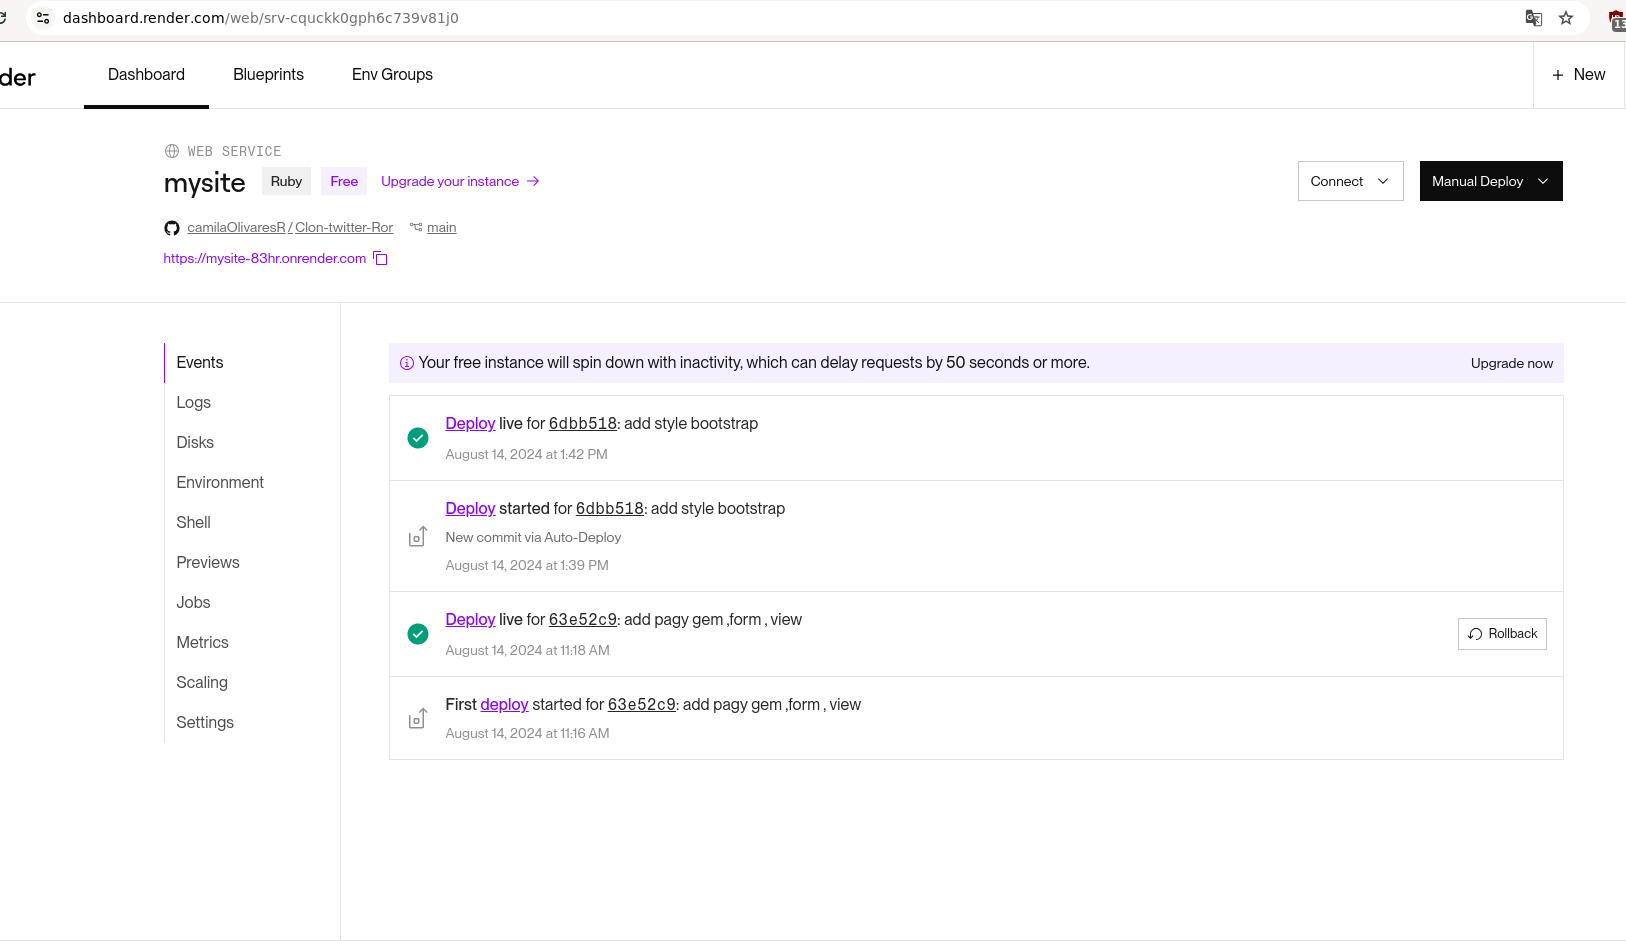 dashboard.render.com/web/srv-cquckk0gph6c739v81j0
13
der
Dashboard
Blueprints
Env Groups
+ New
WEB SERVICE
mysite Ruby Free Upgrade your instance →
Connect
Manual Deploy
camilaOlivaresR / Clon-twitter-Ror main
https://mysite-83hr.onrender.com
Events
Logs
Disks
Environment
Shell
Previews
Jobs
Metrics
Scaling
Settings
Your free instance will spin down with inactivity, which can delay requests by 50 seconds or more.
Upgrade now
Deploy live for 6dbb518: add style bootstrap
August 14, 2024 at 1:42 PM
Deploy started for 6dbb518: add style bootstrap
New commit via Auto-Deploy
August 14, 2024 at 1:39 PM
Deploy live for 63e52c9: add pagy gem ,form , view
August 14, 2024 at 11:18 AM
Rollback
First deploy started for 63e52c9: add pagy gem ,form , view
August 14, 2024 at 11:16 AM